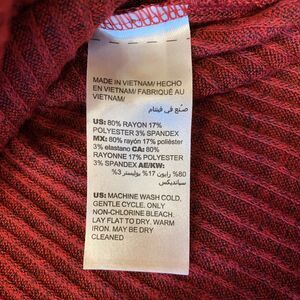 MADE IN VIETNAM/ HECHO
EN VIETNAM/ FABRIQUÉ AU
VIETNAM/
صنع في فيتنام
US: 80% RAYON 17%
POLYESTER 3% SPANDEX
MX: 80% rayón 17% poliéster
3% elastano CA: 80%
RAYONNE 17% POLYESTER
3% SPANDEX AE/KW:
80% رايون 17% بوليستر 3%
سباندیکس
US: MACHINE WASH COLD.
GENTLE CYCLE. ONLY
NON-CHLORINE BLEACH.
LAY FLAT TO DRY. WARM
IRON. MAY BE DRY
CLEANED